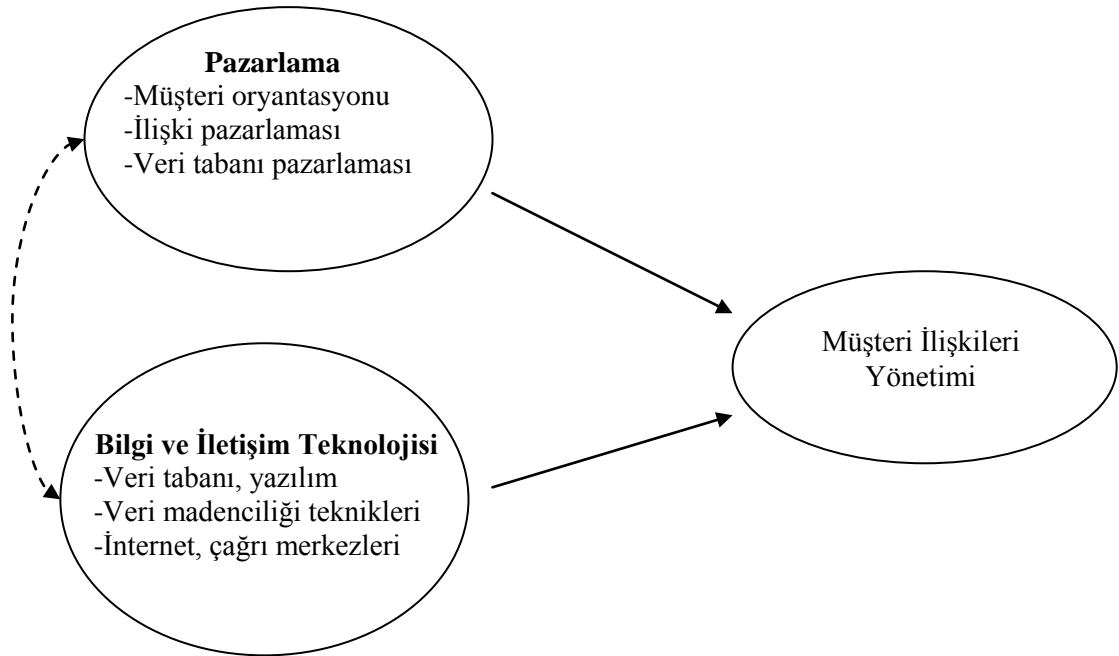 Pazarlama
-Müşteri oryantasyonu
-İlişki pazarlaması
-Veri tabanı pazarlaması
Bilgi ve İletişim Teknolojisi
-Veri tabanı, yazılım
-Veri madenciliği teknikleri
-İnternet, çağrı merkezleri
Müşteri İlişkileri
Yönetimi